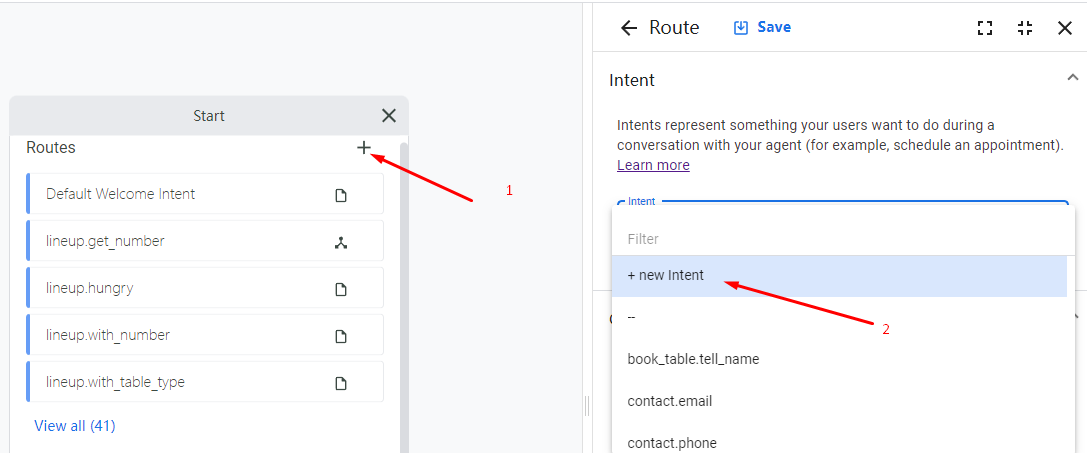 Start
Routes
Default Welcome Intent
lineup.get_number
lineup.hungry
lineup.with_number
lineup.with_table_type
View all (41)
1
Route
Save
Intent
Intents represent something your users want to do during a
conversation with your agent (for example, schedule an appointment).
Learn more
Intent
Filter
+ new Intent
2
--
book_table.tell_name
contact.email
contact.phone